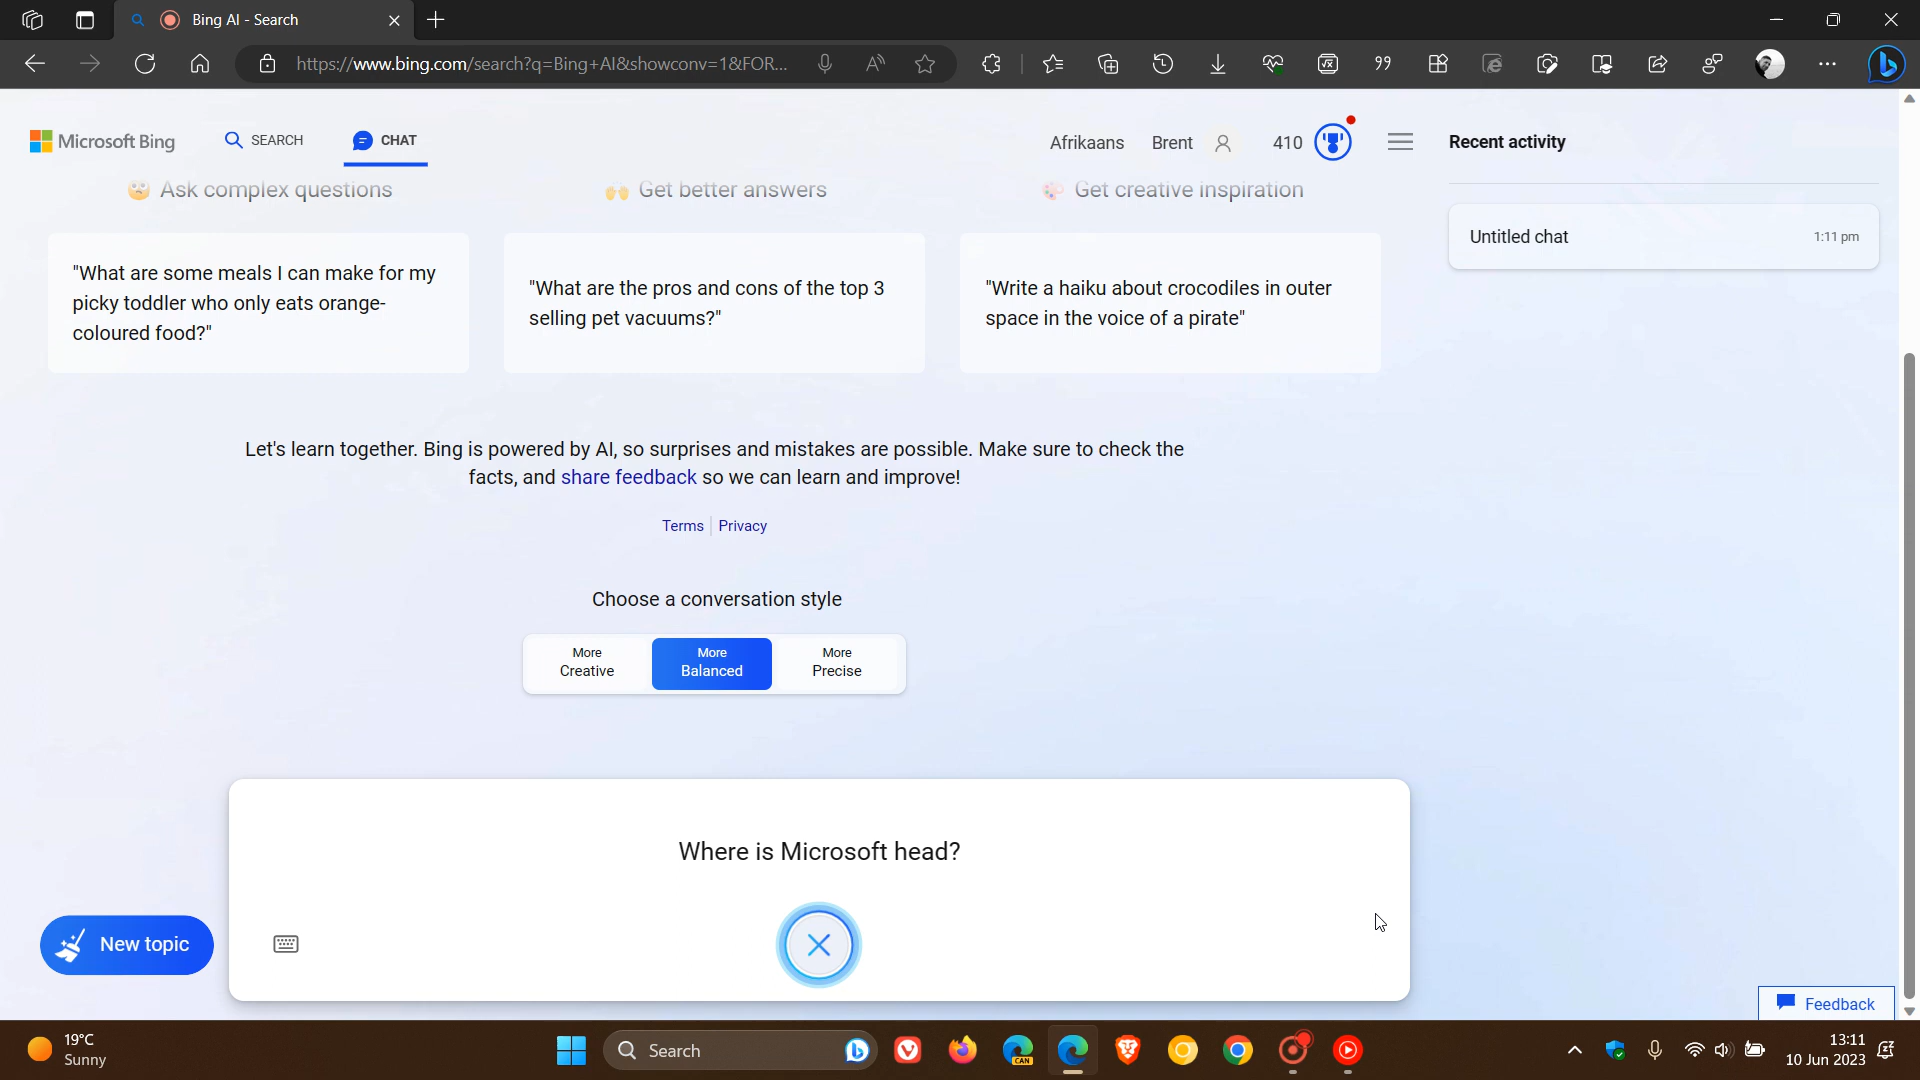 Bing AI - Search
https://www.bing.com/search?q=Bing+AI&showconv=1&FOR...
Microsoft Bing
SEARCH
CHAT
Afrikaans
Brent
410
Recent activity
Ask complex questions
Get better answers
Get creative inspiration
Untitled chat
1:11 pm
"What are some meals I can make for my
picky toddler who only eats orange-
coloured food?"
"What are the pros and cons of the top 3
selling pet vacuums?"
"Write a haiku about crocodiles in outer
space in the voice of a pirate"
Let's learn together. Bing is powered by AI, so surprises and mistakes are possible. Make sure to check the
facts, and share feedback so we can learn and improve!
Terms
Privacy
Choose a conversation style
More
Creative
More
Balanced
More
Precise
Where is Microsoft head?
New topic
Feedback
19°C
Sunny
Search
CAN
13:11
10 Jun 2023